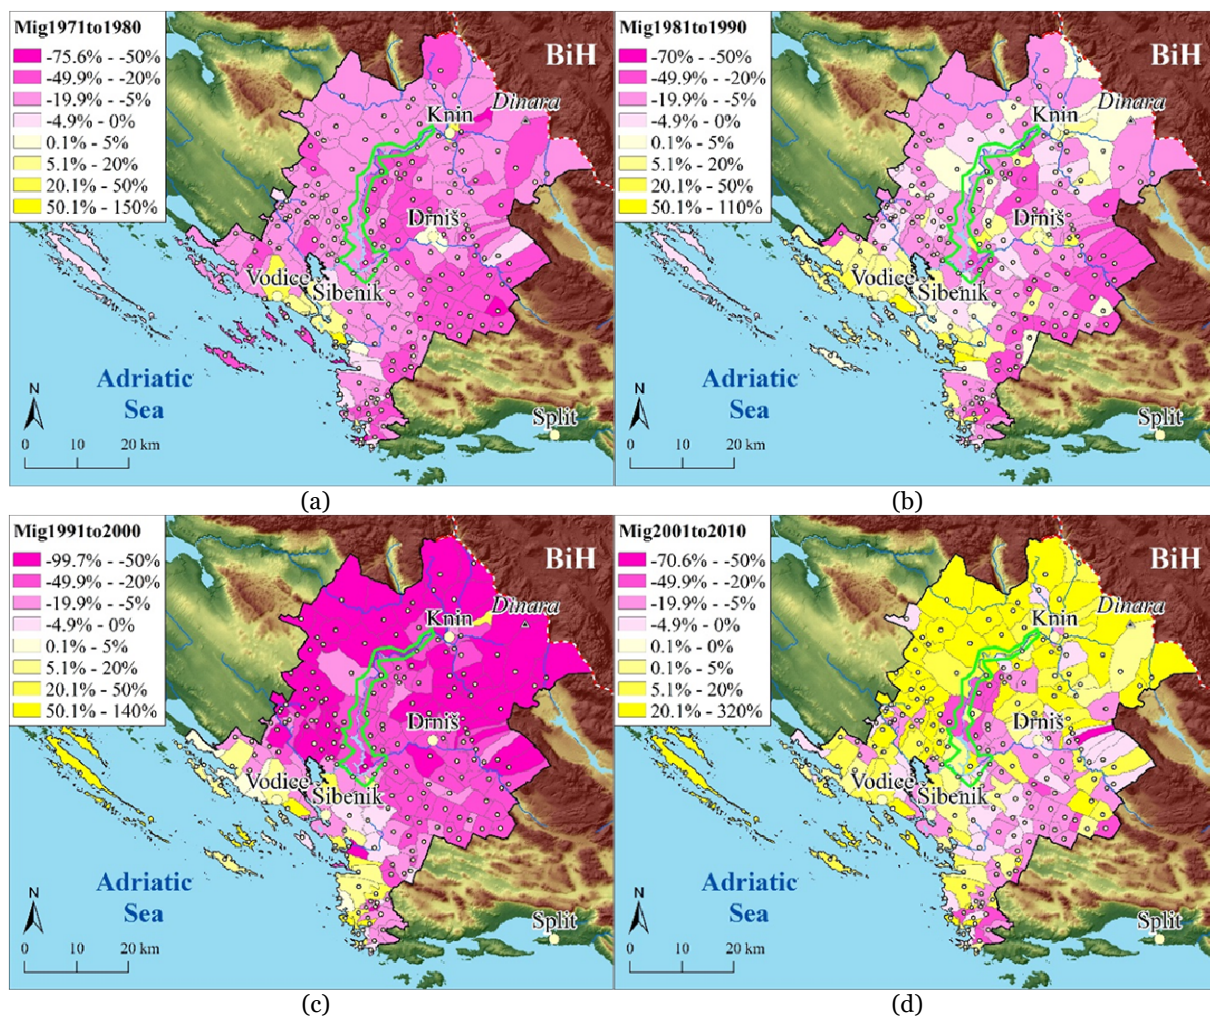 Mig1971to1980
-75.6% - -50%
-49.9% - -20%
-19.9% - -5%
-4.9% - 0%
0.1% - 5%
5.1% - 20%
20.1% - 50%
50.1% - 150%
BiH
Dinara
Knin
Drniš
Vodice
Šibenik
Adriatic
Sea
Split
N
0 10 20 km
(a)
Mig1981to1990
-70% - -50%
-49.9% - -20%
-19.9% - -5%
-4.9% - 0%
0.1% - 5%
5.1% - 20%
20.1% - 50%
50.1% - 110%
BiH
Dinara
Knin
Drniš
Vodice
Šibenik
Adriatic
Sea
Split
N
0 10 20 km
(b)
Mig1991to2000
-99.7% - -50%
-49.9% - -20%
-19.9% - -5%
-4.9% - 0%
0.1% - 5%
5.1% - 20%
20.1% - 50%
50.1% - 140%
BiH
Dinara
Knin
Drniš
Vodice
Šibenik
Adriatic
Sea
Split
N
0 10 20 km
(c)
Mig2001to2010
-70.6% - -50%
-49.9% - -20%
-19.9% - -5%
-4.9% - 0%
0.1% - 0%
0.1% - 5%
5.1% - 20%
20.1% - 320%
BiH
Dinara
Knin
Drniš
Vodice
Šibenik
Adriatic
Sea
Split
N
0 10 20 km
(d)